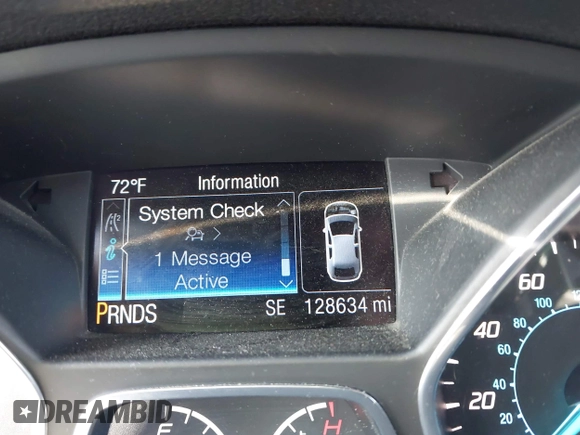 72°F Information
System Check
1 Message
Active
PRNDS SE 128634 mi
60
100
40
80
60
20
40
20
F H
DREAMBID